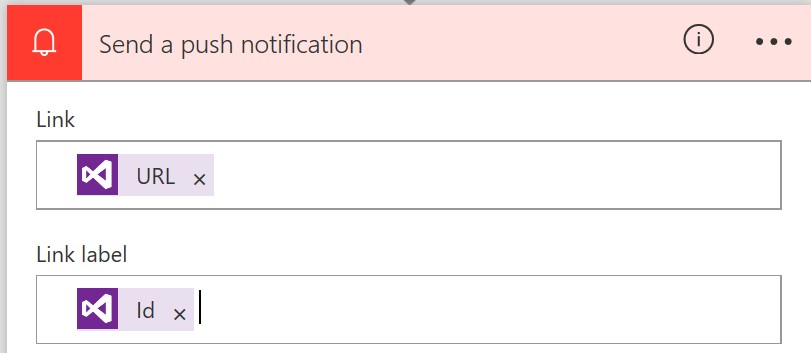 Send a push notification
Link
URL ×
Link label
Id ×